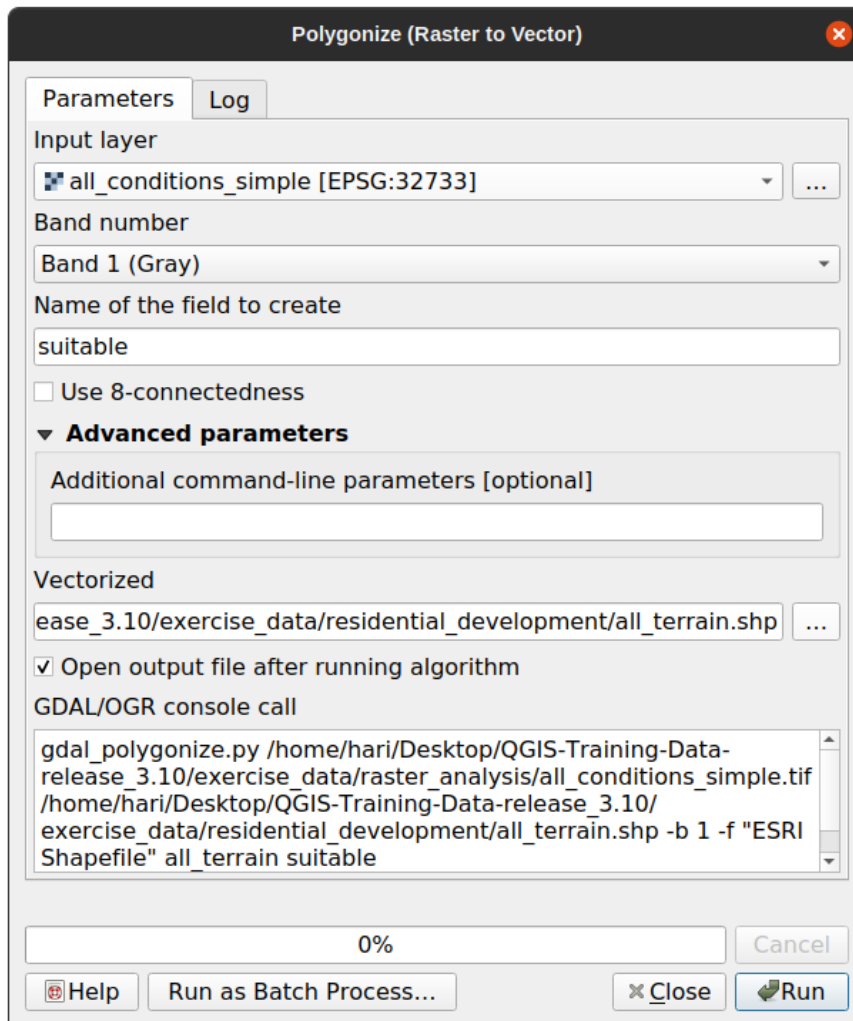 Polygonize (Raster to Vector)
Parameters
Log
Input layer
all_conditions_simple [EPSG:32733]
...
Band number
Band 1 (Gray)
Name of the field to create
suitable
Use 8-connectedness
Advanced parameters
Additional command-line parameters [optional]
Vectorized
ease_3.10/exercise_data/residential_development/all_terrain.shp
...
Open output file after running algorithm
GDAL/OGR console call
gdal_polygonize.py /home/hari/Desktop/QGIS-Training-Data-
release_3.10/exercise_data/raster_analysis/all_conditions_simple.tif
/home/hari/Desktop/QGIS-Training-Data-release_3.10/
exercise_data/residential_development/all_terrain.shp -b 1 -f "ESRI
Shapefile" all_terrain suitable
0%
Cancel
Help
Run as Batch Process...
Close
Run